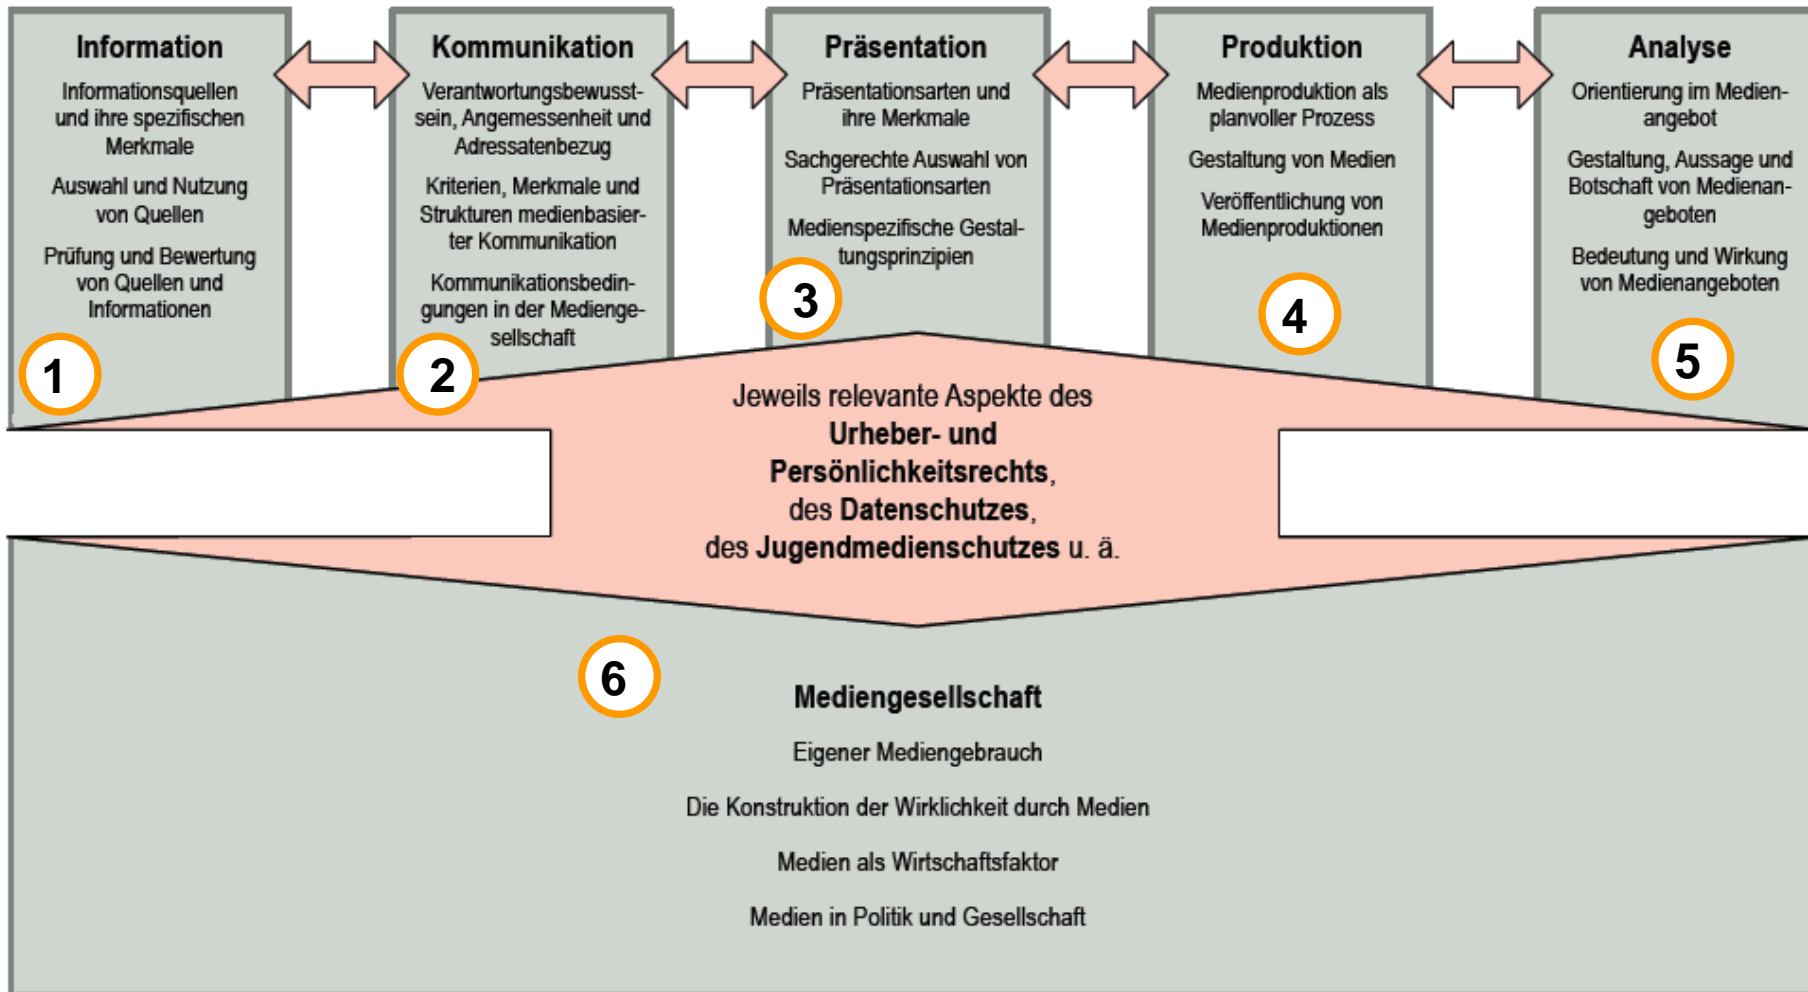 Information
Informationsquellen
und ihre spezifischen
Merkmale
Auswahl und Nutzung
von Quellen
Prüfung und Bewertung
von Quellen und
Informationen
1
Kommunikation
Verantwortungsbewusst-
sein, Angemessenheit und
Adressatenbezug
Kriterien, Merkmale und
Strukturen medienbasier-
ter Kommunikation
Kommunikationsbedin-
gungen in der Medienge-
sellschaft
2
Präsentation
Präsentationsarten und
ihre Merkmale
Sachgerechte Auswahl von
Präsentationsarten
Medienspezifische Gestal-
tungsprinzipien
3
Produktion
Medienproduktion als
planvoller Prozess
Gestaltung von Medien
Veröffentlichung von
Medienproduktionen
4
Analyse
Orientierung im Medien-
angebot
Gestaltung, Aussage und
Botschaft von Medienan-
geboten
Bedeutung und Wirkung
von Medienangeboten
5
Jeweils relevante Aspekte des
Urheber- und
Persönlichkeitsrechts,
des Datenschutzes,
des Jugendmedienschutzes u. ä.
6
Mediengesellschaft
Eigener Mediengebrauch
Die Konstruktion der Wirklichkeit durch Medien
Medien als Wirtschaftsfaktor
Medien in Politik und Gesellschaft